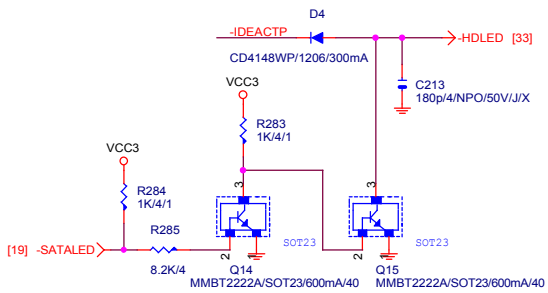 D4
-IDEACTP
-HDLED [33]
CD4148WP/1206/300mA
VCC3
C213
180p/4/NPO/50V/J/X
R283
1K/4/1
VCC3
R284
1K/4/1
3
3
R285
[19] -SATALED
2
1
SOT23
2
1
SOT23
8.2K/4
Q14
MMBT2222A/SOT23/600mA/40
Q15
MMBT2222A/SOT23/600mA/40